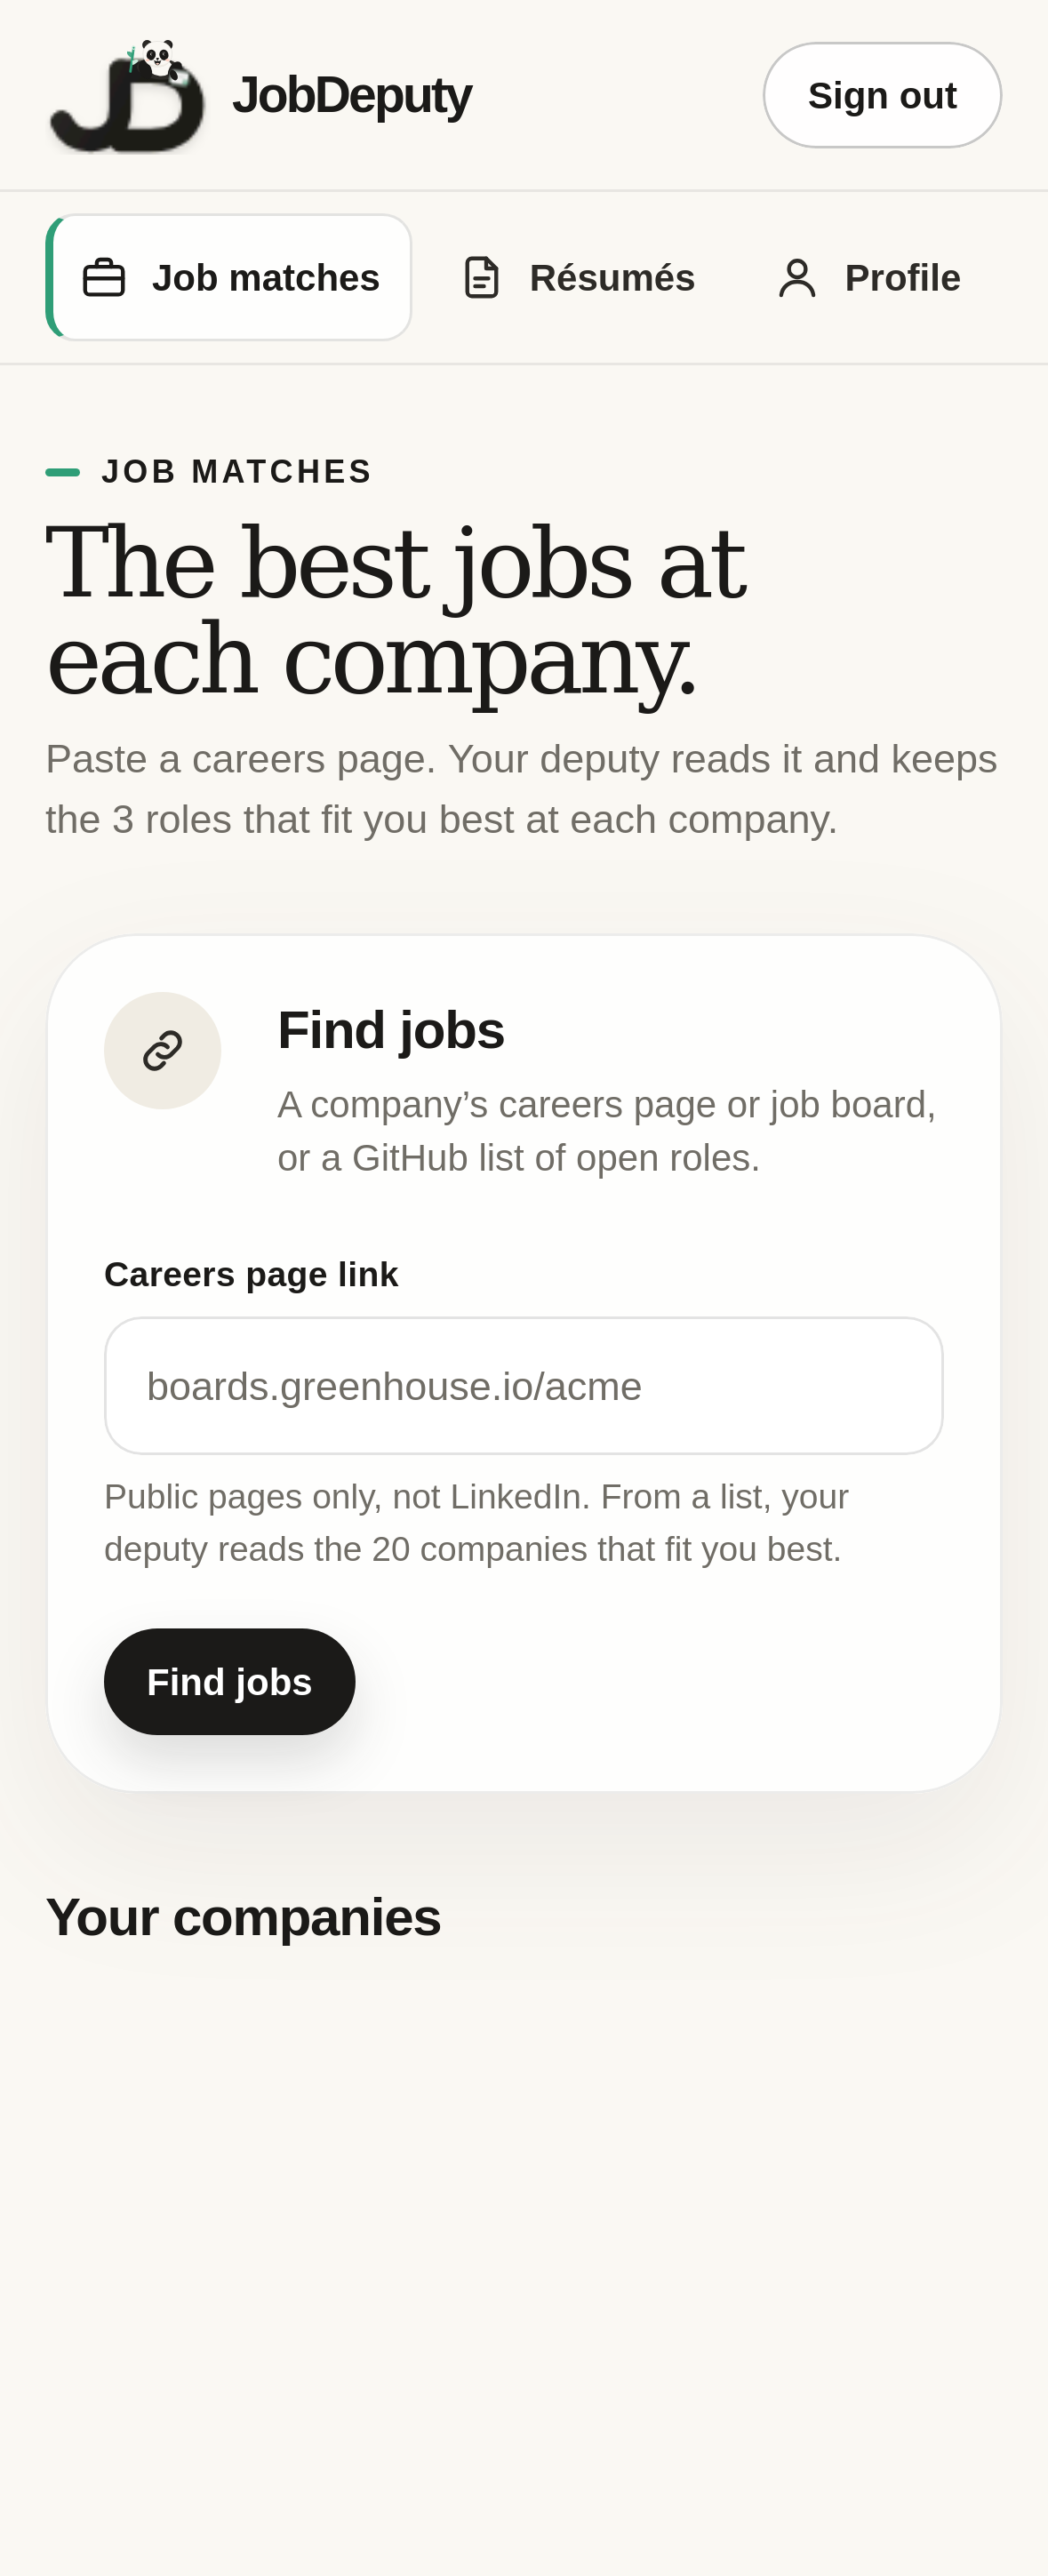 JD
JobDeputy
Sign out
Job matches
Résumés
Profile
JOB MATCHES
The best jobs at
each company.
Paste a careers page. Your deputy reads it and keeps
the 3 roles that fit you best at each company.
Find jobs
A company’s careers page or job board,
or a GitHub list of open roles.
Careers page link
boards.greenhouse.io/acme
Public pages only, not LinkedIn. From a list, your
deputy reads the 20 companies that fit you best.
Find jobs
Your companies